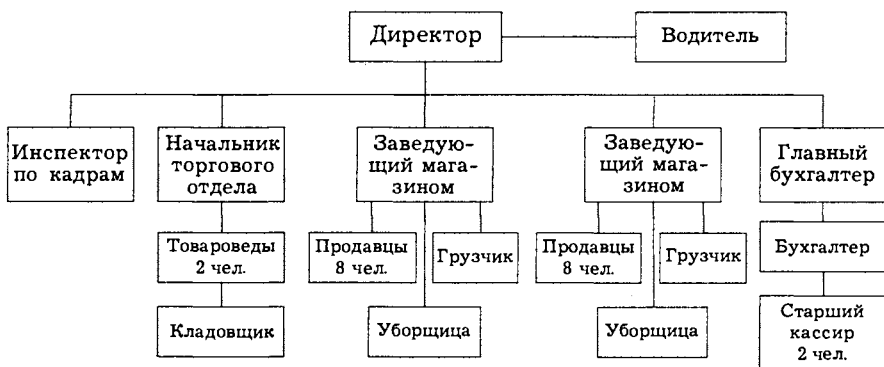 Директор
Водитель
Инспектор
по кадрам
Начальник
торгового
отдела
Заведую-
щий мага-
зином
Заведую-
щий мага-
зином
Главный
бухгалтер
Товароведы
2 чел.
Продавцы
8 чел.
Грузчик
Продавцы
8 чел.
Грузчик
Бухгалтер
Кладовщик
Уборщица
Уборщица
Старший
кассир
2 чел.